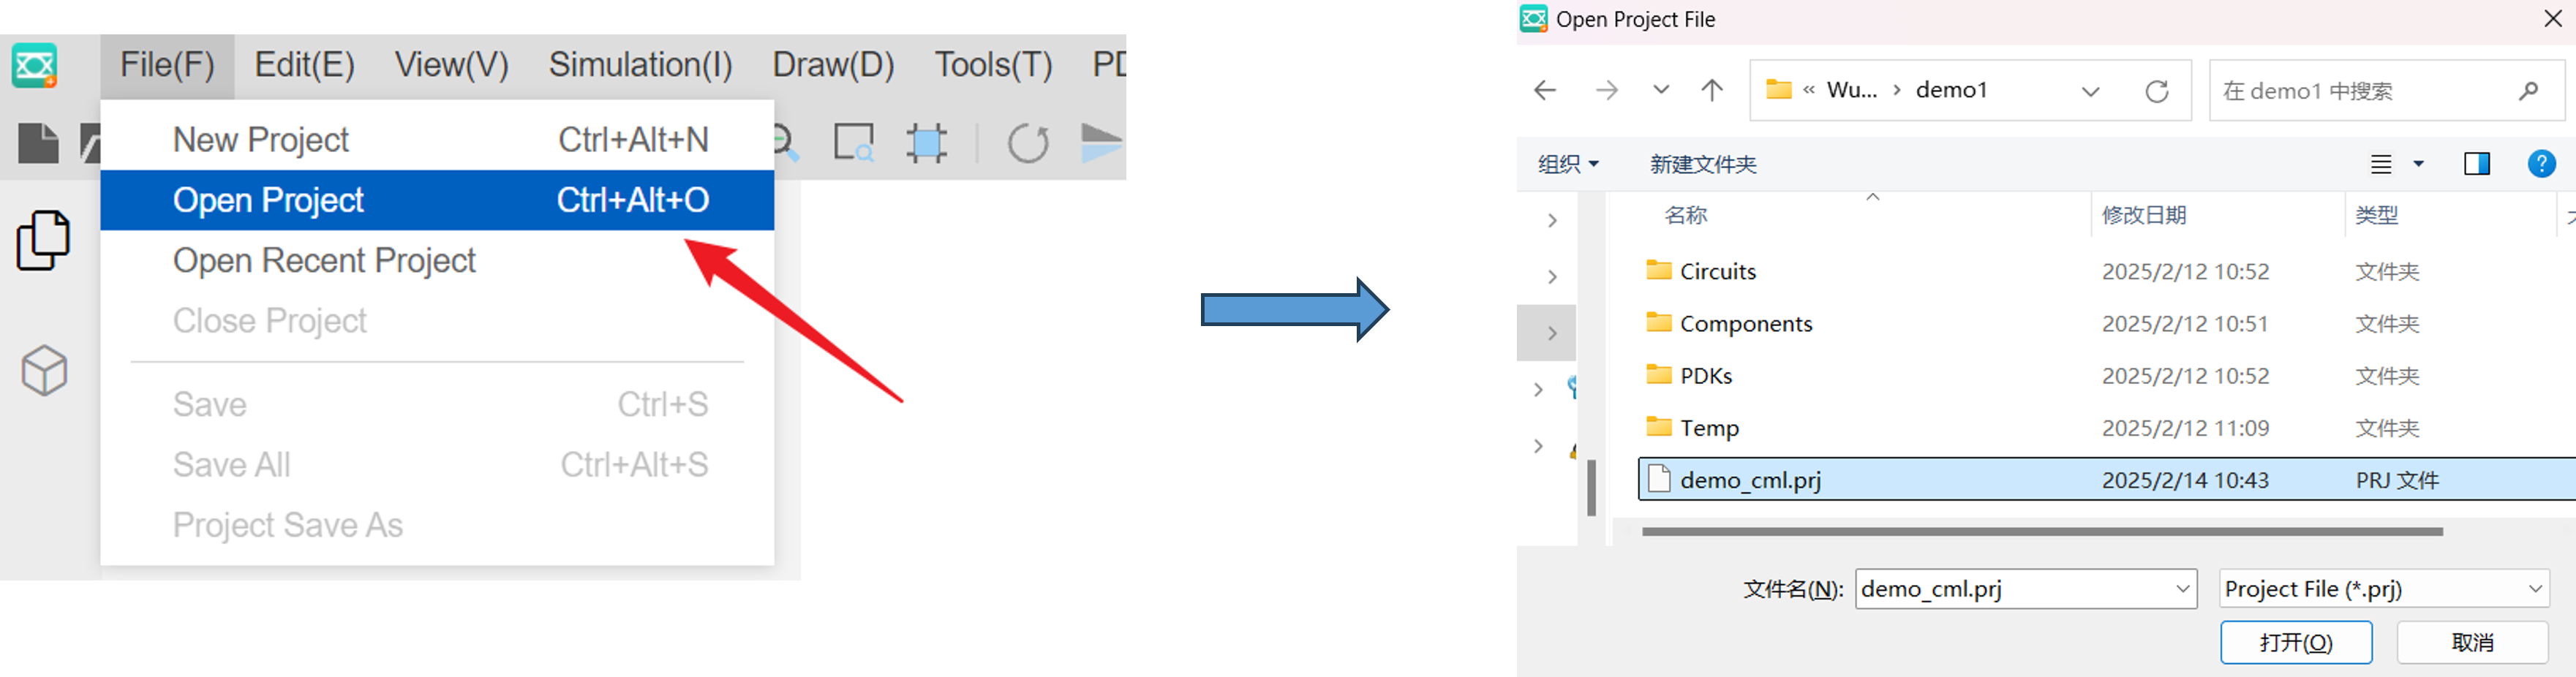 File(F) Edit(E) View(V) Simulation(I) Draw(D) Tools(T)
New Project Ctrl+Alt+N
Open Project Ctrl+Alt+O
Open Recent Project
Close Project
Save Ctrl+S
Save All Ctrl+Alt+S
Project Save As
Open Project File
« Wu... › demo1 在 demo1 中搜索
组织 新建文件夹
名称 修改日期 类型
Circuits 2025/2/12 10:52 文件夹
Components 2025/2/12 10:51 文件夹
PDKs 2025/2/12 10:52 文件夹
Temp 2025/2/12 11:09 文件夹
demo_cml.prj 2025/2/14 10:43 PRJ 文件
文件名(N): demo_cml.prj Project File (*.prj)
打开(O) 取消